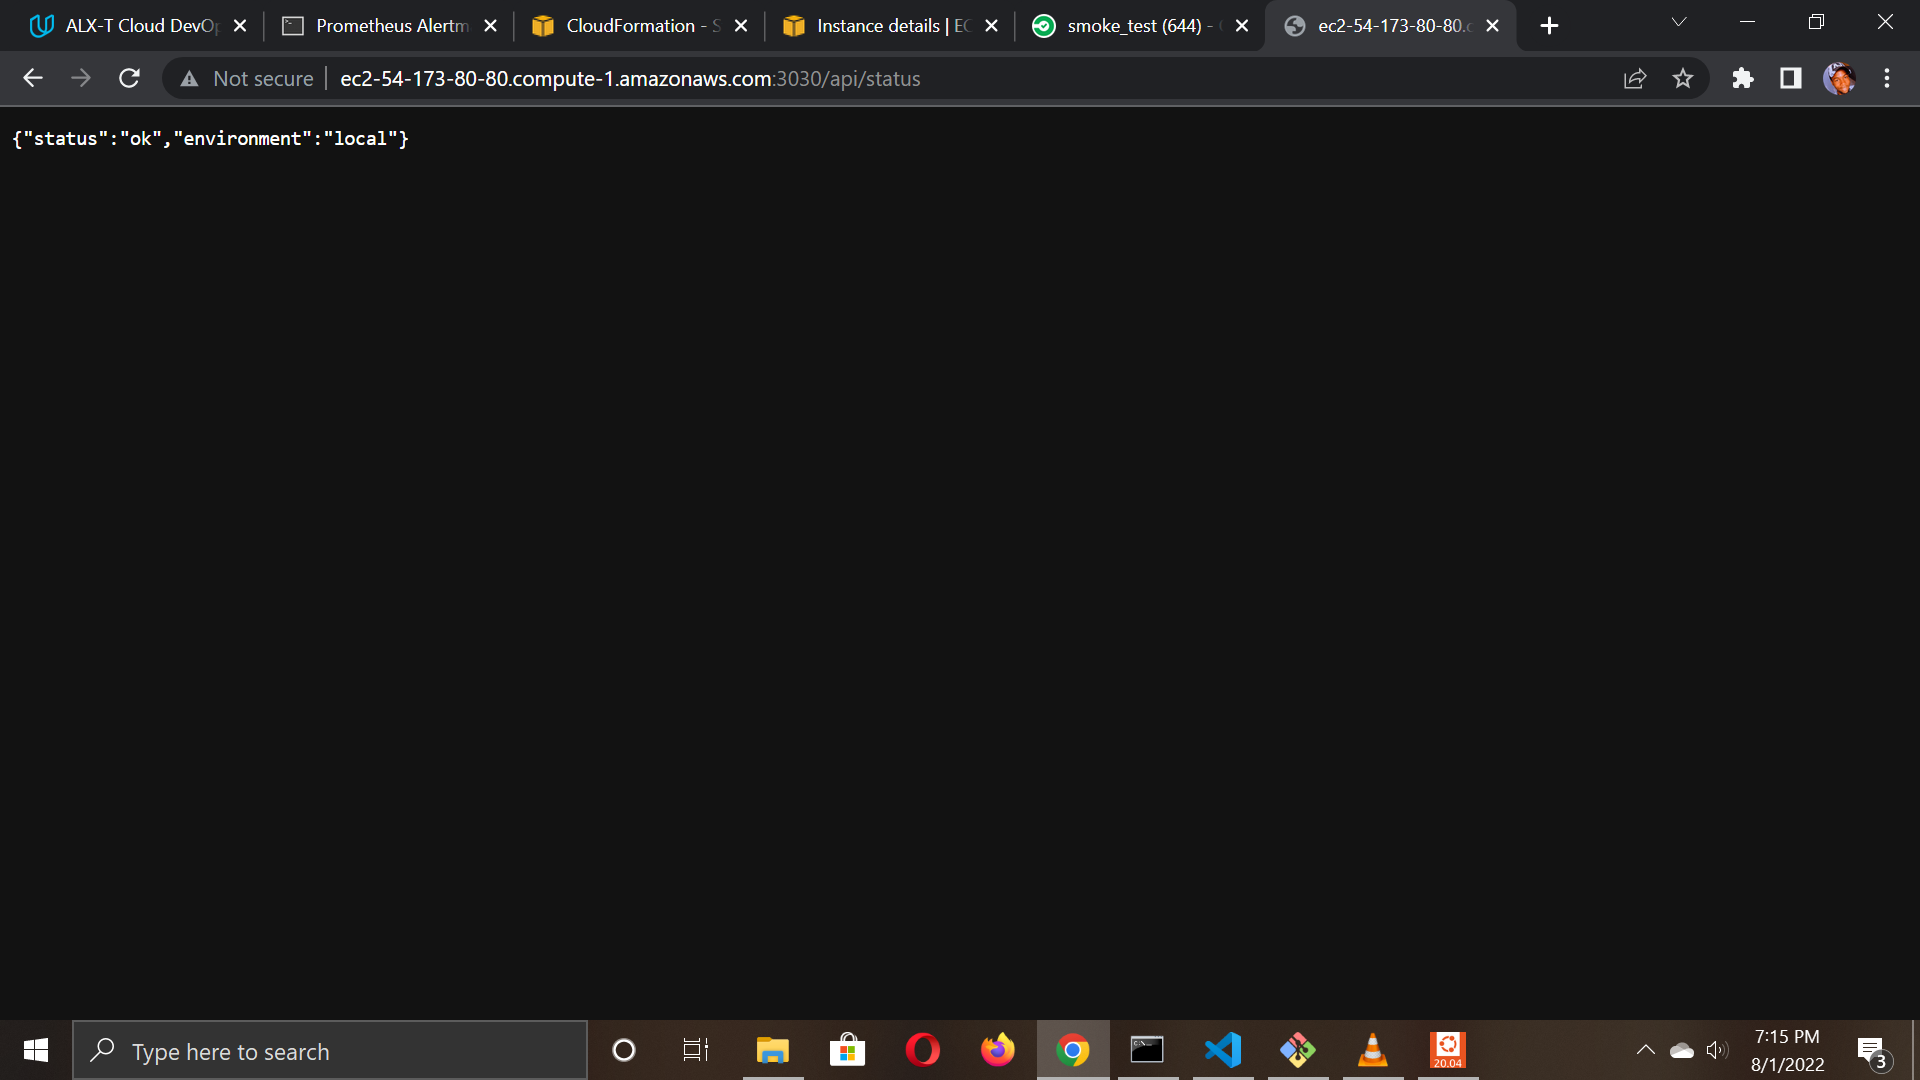 ALX-T Cloud DevOp
Prometheus Alertm
CloudFormation - S
Instance details | EC
smoke_test (644) -
ec2-54-173-80-80.c
Not secure
ec2-54-173-80-80.compute-1.amazonaws.com:3030/api/status
{"status":"ok","environment":"local"}
Type here to search
20.04
7:15 PM
8/1/2022
3